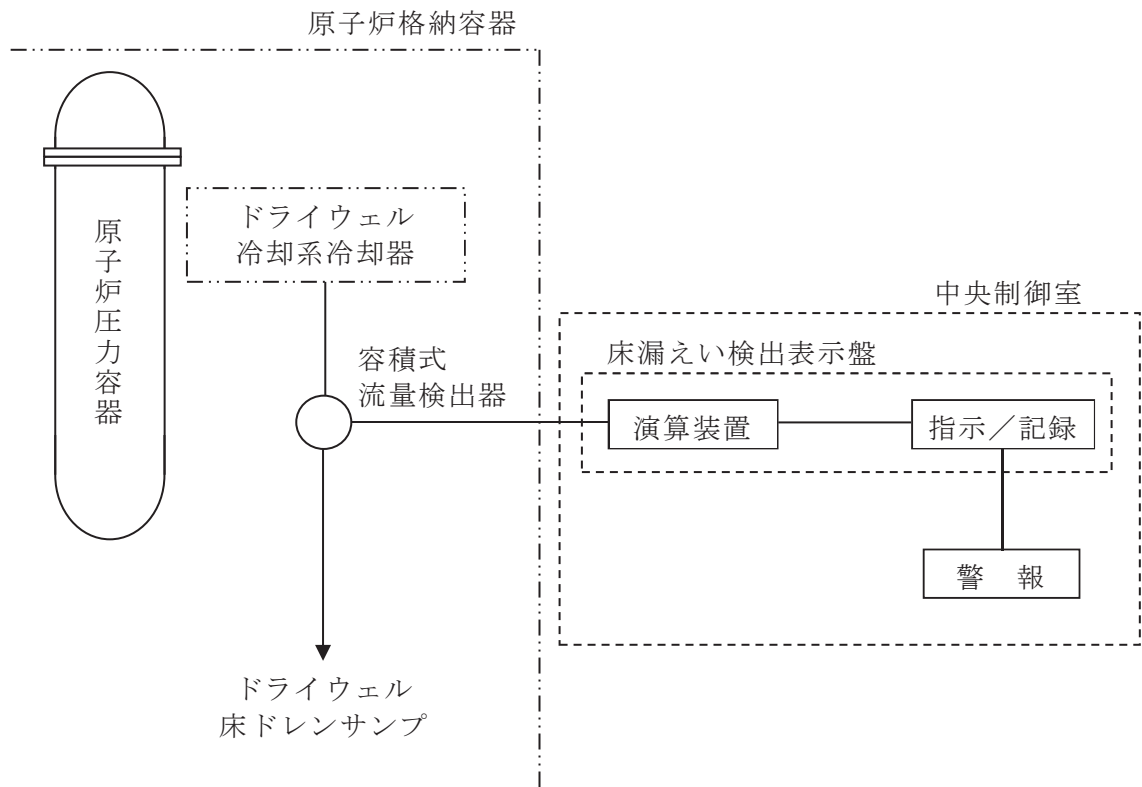 原子炉格納容器
原子炉圧力容器
ドライウェル
冷却系冷却器
容積式
流量検出器
中央制御室
床漏えい検出表示盤
演算装置
指示／記録
警　報
ドライウェル
床ドレンサンプ